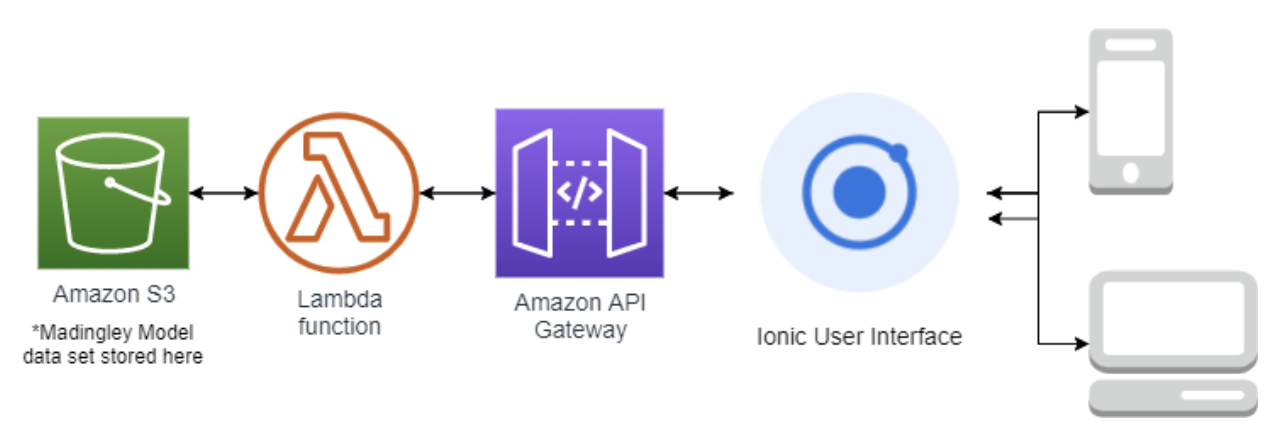 Amazon S3
*Madingley Model
data set stored here
Lambda
function
</>
Amazon API
Gateway
Ionic User Interface